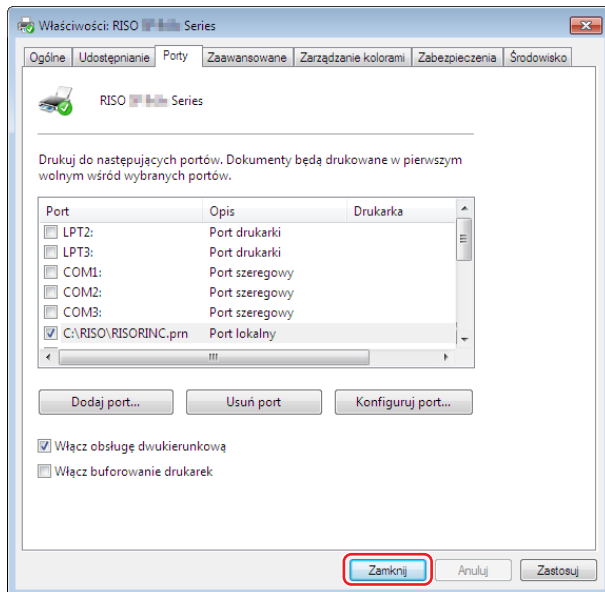 Właściwości: RISO Series
Ogólne Udostępnianie Porty Zaawansowane Zarządzanie kolorami Zabezpieczenia Środowisko
RISO Series
Drukuj do następujących portów. Dokumenty będą drukowane w pierwszym
wolnym wśród wybranych portów.
Port Opis Drukarka
LPT2: Port drukarki
LPT3: Port drukarki
COM1: Port szeregowy
COM2: Port szeregowy
COM3: Port szeregowy
C:\RISO\RISORINC.prn Port lokalny
Dodaj port... Usuń port Konfiguruj port...
Włącz obsługę dwukierunkową
Włącz buforowanie drukarek
Zamknij Anuluj Zastosuj